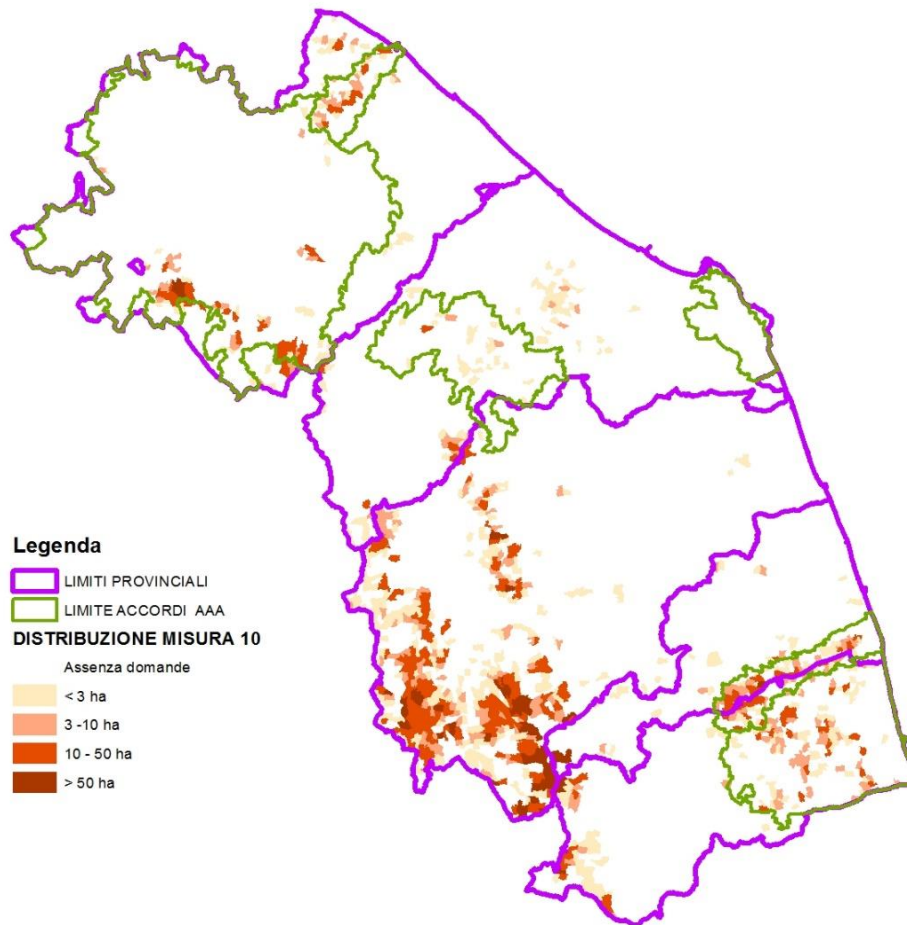 Legenda
LIMITI PROVINCIALI
LIMITE ACCORDI AAA
DISTRIBUZIONE MISURA 10
Assenza domande
< 3 ha
3 -10 ha
10 - 50 ha
> 50 ha